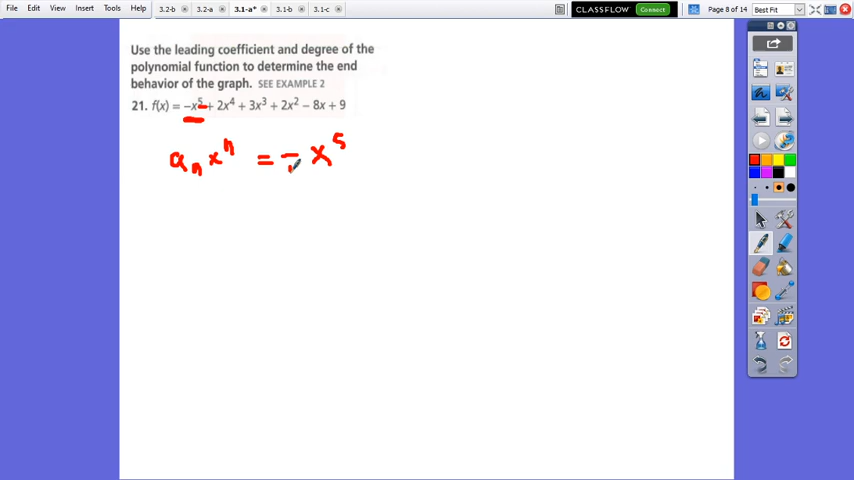 File Edit View Insert Tools Help 3.2-b 3.2-a 3.1-a* 3.1-b 3.1-c CLASSFLOW Connect Page 8 of 14 Best Fit
Use the leading coefficient and degree of the
polynomial function to determine the end
behavior of the graph. SEE EXAMPLE 2
21. f(x) = −x⁵ + 2x⁴ + 3x³ + 2x² − 8x + 9
aₙxⁿ = −x⁵